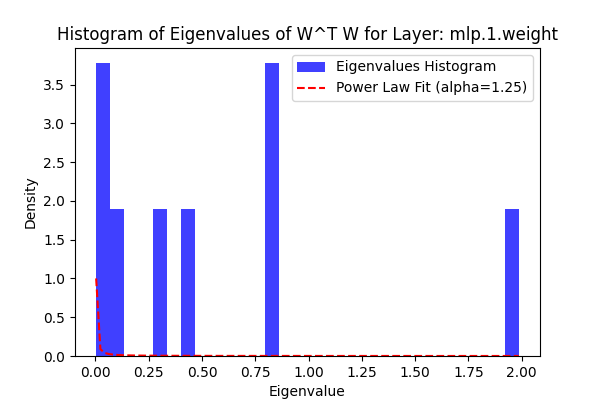 Histogram of Eigenvalues of W^T W for Layer: mlp.1.weight
Eigenvalues Histogram
Power Law Fit (alpha=1.25)
Density
3.5
3.0
2.5
2.0
1.5
1.0
0.5
0.0
0.00 0.25 0.50 0.75 1.00 1.25 1.50 1.75 2.00
Eigenvalue